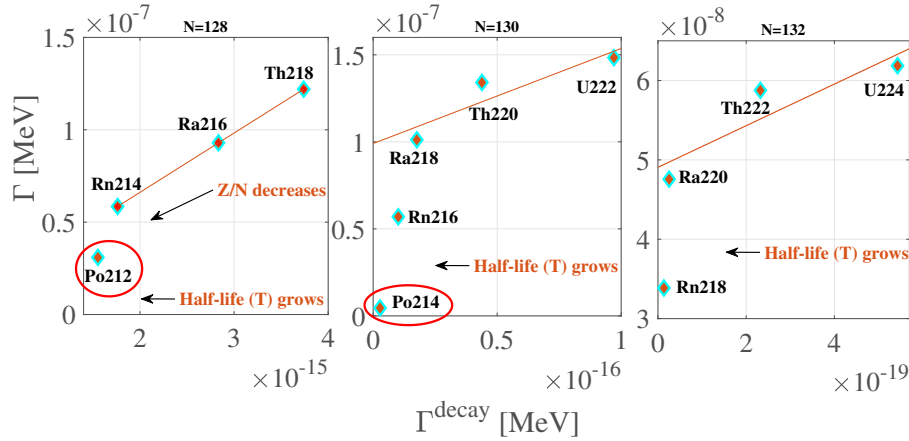 ×10⁻⁷
N=128
1.5
1
0.5
0
2
3
4
×10⁻¹⁵
Th218
Ra216
Rn214
Z/N decreases
Po212
Half-life (T) grows
×10⁻⁷
N=130
1.5
1
0.5
0
0
0.5
1
×10⁻¹⁶
U222
Th220
Ra218
Rn216
Half-life (T) grows
Po214
×10⁻⁸
N=132
6
5
4
3
0
2
4
×10⁻¹⁹
U224
Th222
Ra220
Half-life (T) grows
Rn218
Γ [MeV]
Γdecay [MeV]